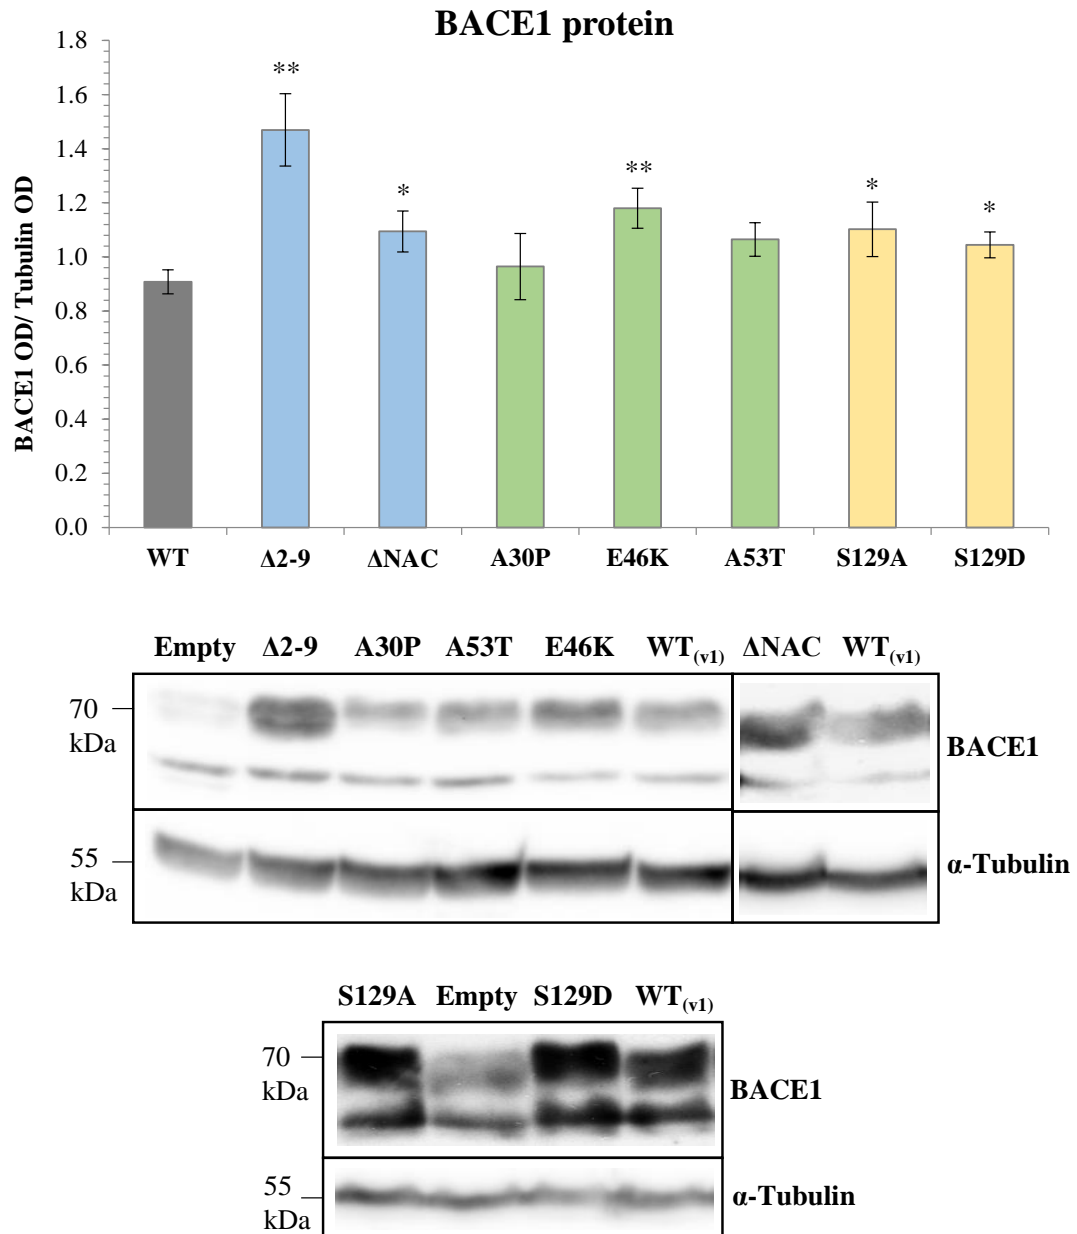 BACE1 protein
BACE1 OD/ Tubulin OD
1.8
1.6
1.4
1.2
1.0
0.8
0.6
0.4
0.2
0.0
** * ** * *
WT Δ2-9 ΔNAC A30P E46K A53T S129A S129D
Empty Δ2-9 A30P A53T E46K WT(v1) ΔNAC WT(v1)
70
kDa
BACE1
55
kDa
α-Tubulin
S129A Empty S129D WT(v1)
70
kDa
BACE1
55
kDa
α-Tubulin